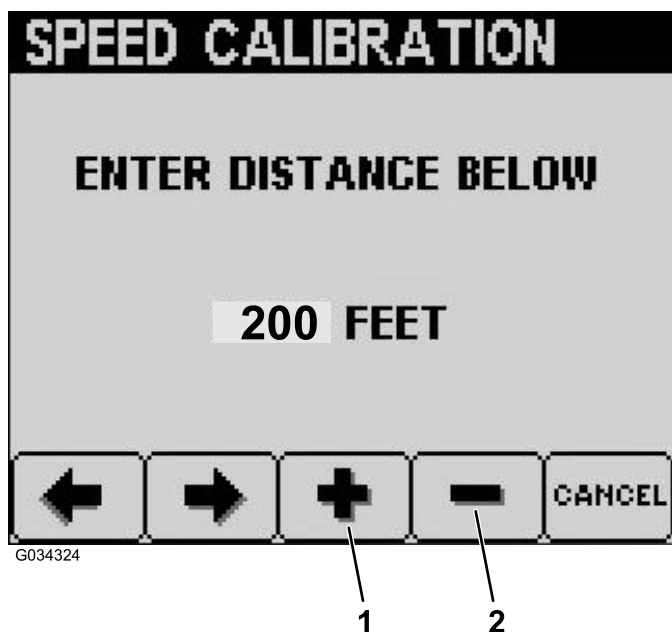 SPEED CALIBRATION
ENTER DISTANCE BELOW
200 FEET
CANCEL
G034324
1 2